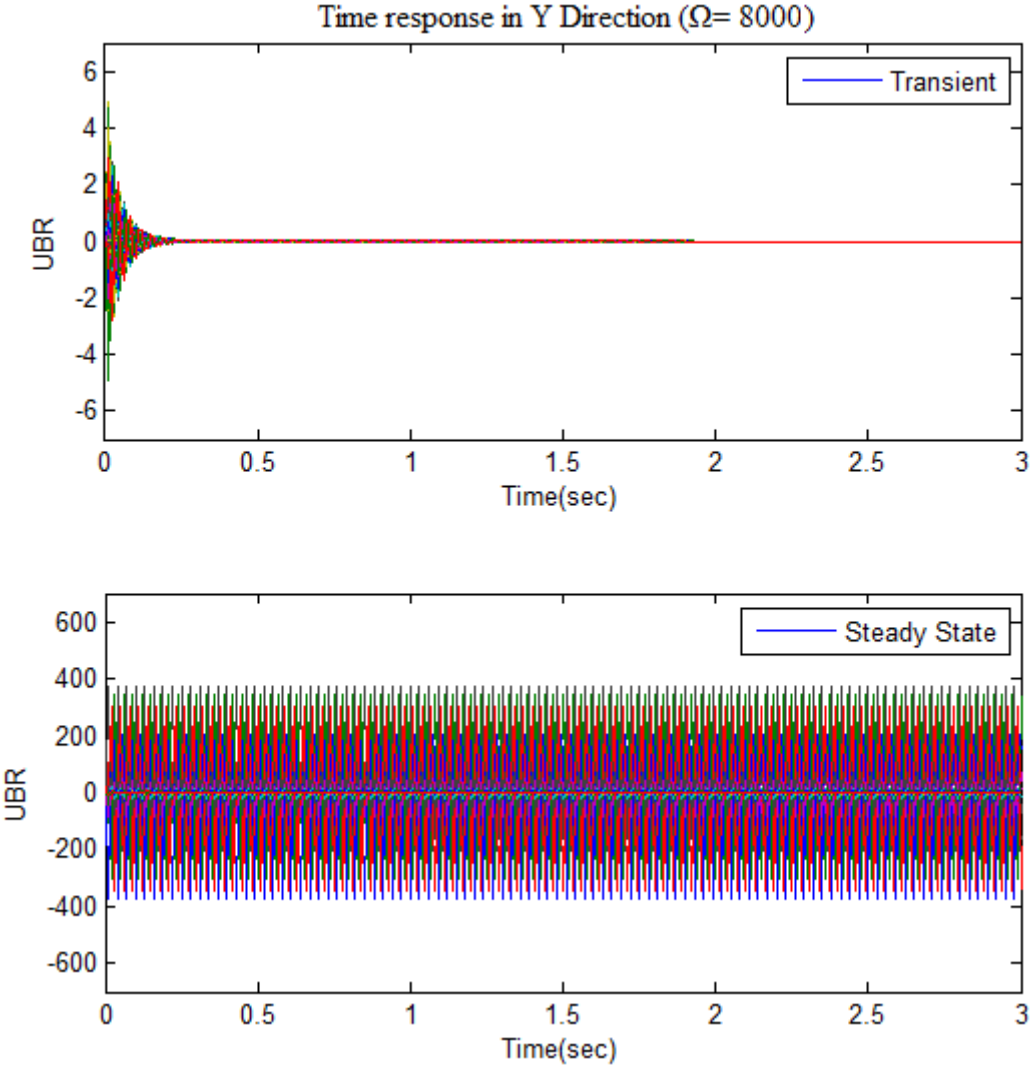 Time response in Y Direction (Ω= 8000)
Transient
6
4
2
0
-2
-4
-6
UBR
0 0.5 1 1.5 2 2.5 3
Time(sec)
Steady State
600
400
200
0
-200
-400
-600
UBR
0 0.5 1 1.5 2 2.5 3
Time(sec)